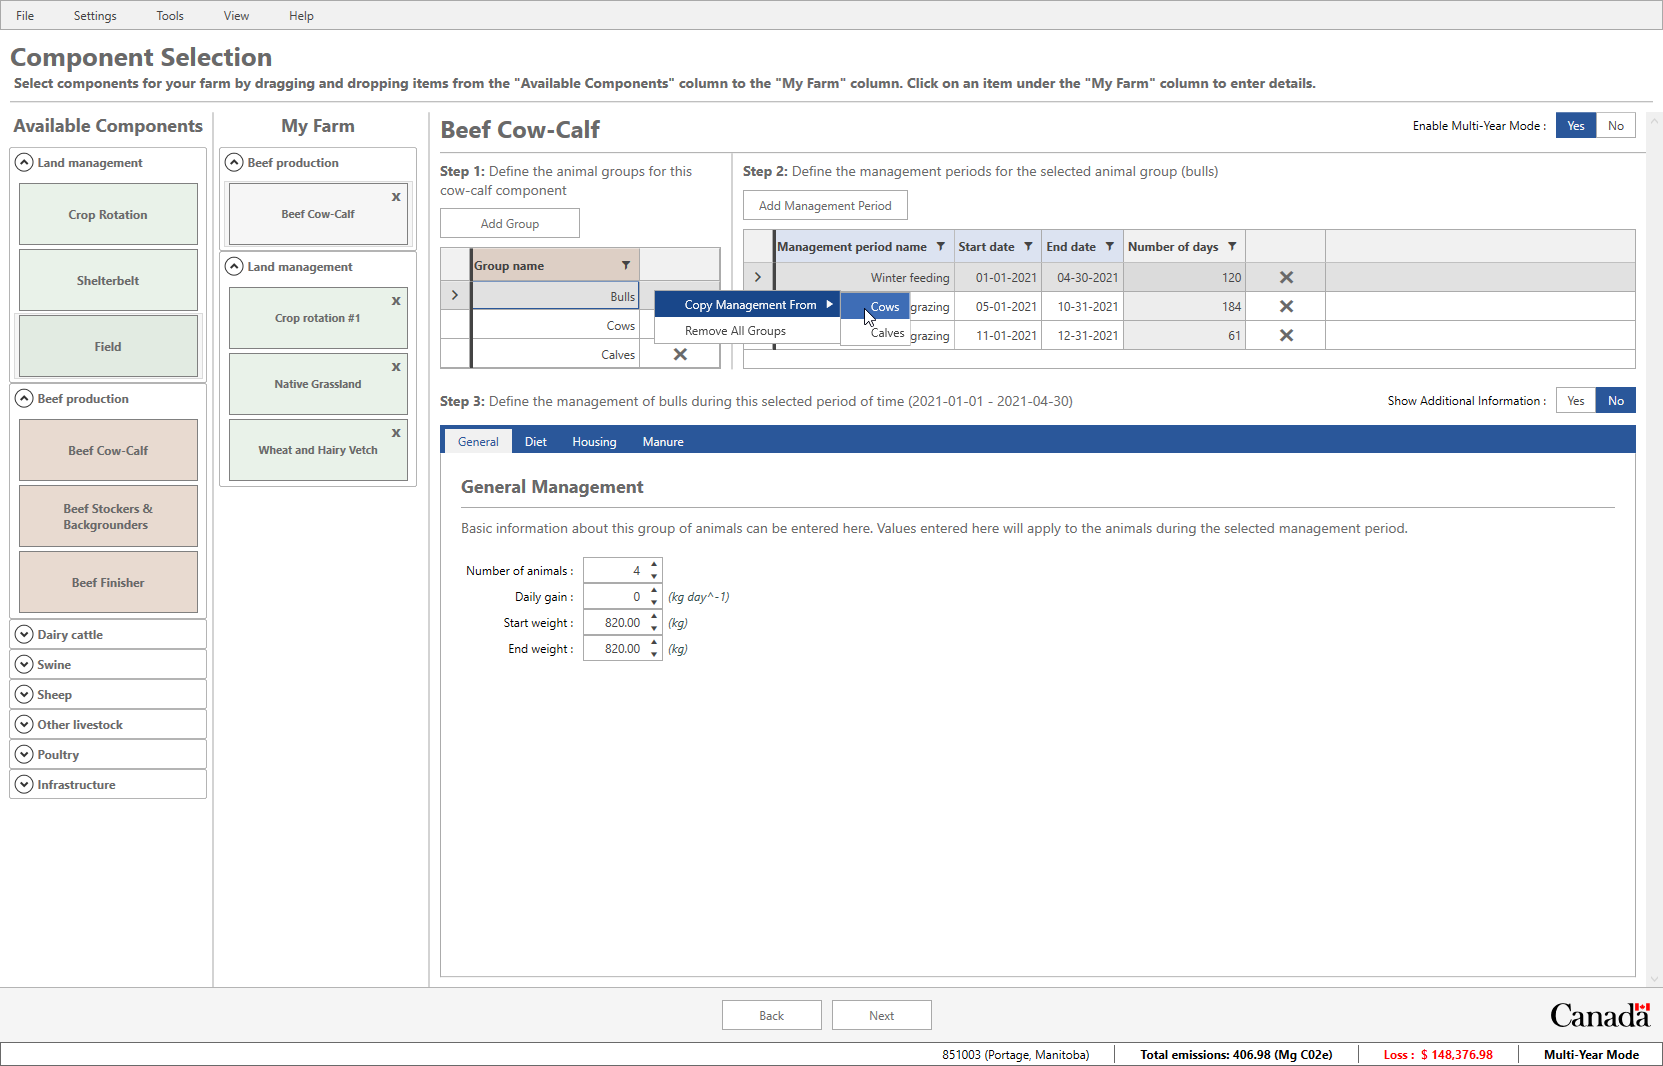 File Settings Tools View Help
Component Selection
Select components for your farm by dragging and dropping items from the "Available Components" column to the "My Farm" column. Click on an item under the "My Farm" column to enter details.
Available Components
Land management
Crop Rotation
Shelterbelt
Field
Beef production
Beef Cow-Calf
Beef Stockers &
Backgrounders
Beef Finisher
Dairy cattle
Swine
Sheep
Other livestock
Poultry
Infrastructure
My Farm
Beef production
x
Beef Cow-Calf
Land management
x
Crop rotation #1
x
Native Grassland
x
Wheat and Hairy Vetch
Beef Cow-Calf
Enable Multi-Year Mode : Yes No
Step 1: Define the animal groups for this
cow-calf component
Add Group
Group name
Bulls
Cows
Calves
Copy Management From
Remove All Groups
Cows
Calves
Step 2: Define the management periods for the selected animal group (bulls)
Add Management Period
Management period name Start date End date Number of days
Winter feeding 01-01-2021 04-30-2021 120
grazing 05-01-2021 10-31-2021 184
grazing 11-01-2021 12-31-2021 61
Step 3: Define the management of bulls during this selected period of time (2021-01-01 - 2021-04-30)
Show Additional Information : Yes No
General Diet Housing Manure
General Management
Basic information about this group of animals can be entered here. Values entered here will apply to the animals during the selected management period.
Number of animals : 4
Daily gain : 0 (kg day^-1)
Start weight : 820.00 (kg)
End weight : 820.00 (kg)
Back Next
Canada
851003 (Portage, Manitoba) Total emissions: 406.98 (Mg C02e) Loss : $ 148,376.98 Multi-Year Mode